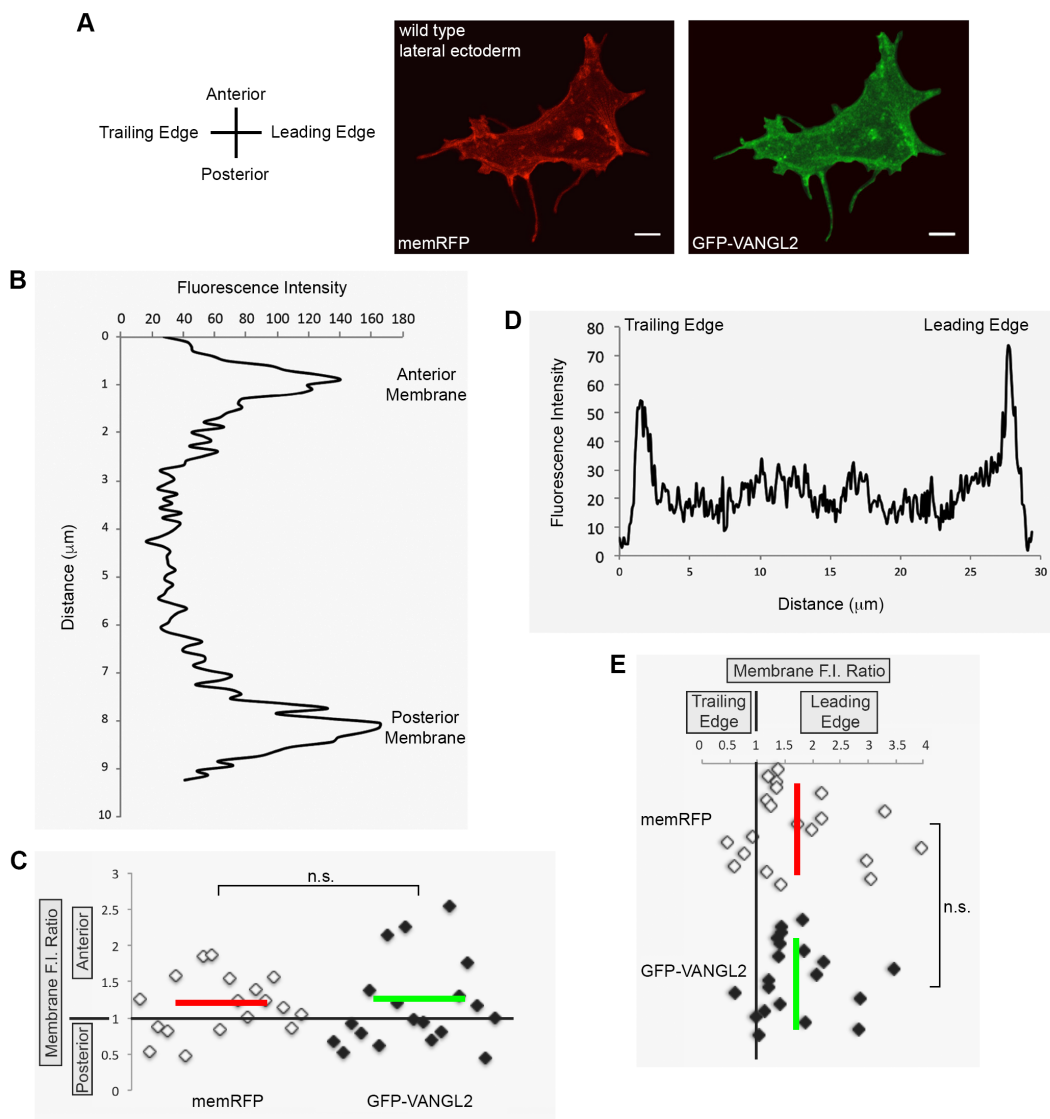 A
wild type
lateral ectoderm
Anterior
Trailing Edge
Leading Edge
Posterior
memRFP
GFP-VANGL2
B
Fluorescence Intensity
0 20 40 60 80 100 120 140 160 180
0
1
2
3
4
5
6
7
8
9
10
Distance (μm)
Anterior
Membrane
Posterior
Membrane
D
Trailing Edge
Leading Edge
80
70
60
50
40
30
20
10
0
Fluorescence Intensity
0 5 10 15 20 25 30
Distance (μm)
C
n.s.
3
2.5
2
1.5
1
0.5
0
Membrane F.I. Ratio
Anterior
Posterior
memRFP
GFP-VANGL2
E
Membrane F.I. Ratio
Trailing
Edge
Leading
Edge
0 0.5 1 1.5 2 2.5 3 3.5 4
memRFP
GFP-VANGL2
n.s.